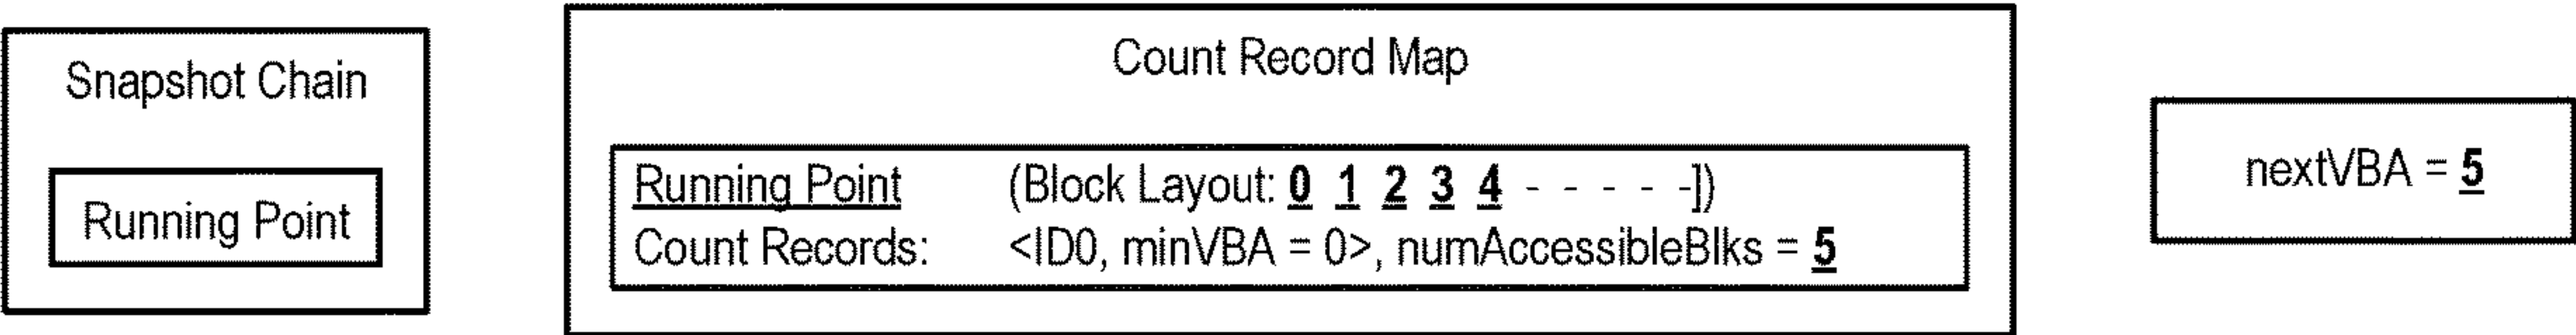 Snapshot Chain
Running Point
Count Record Map
Running Point (Block Layout: 0 1 2 3 4 - - - - -])
Count Records: <ID0, minVBA = 0>, numAccessibleBlks = 5
nextVBA = 5